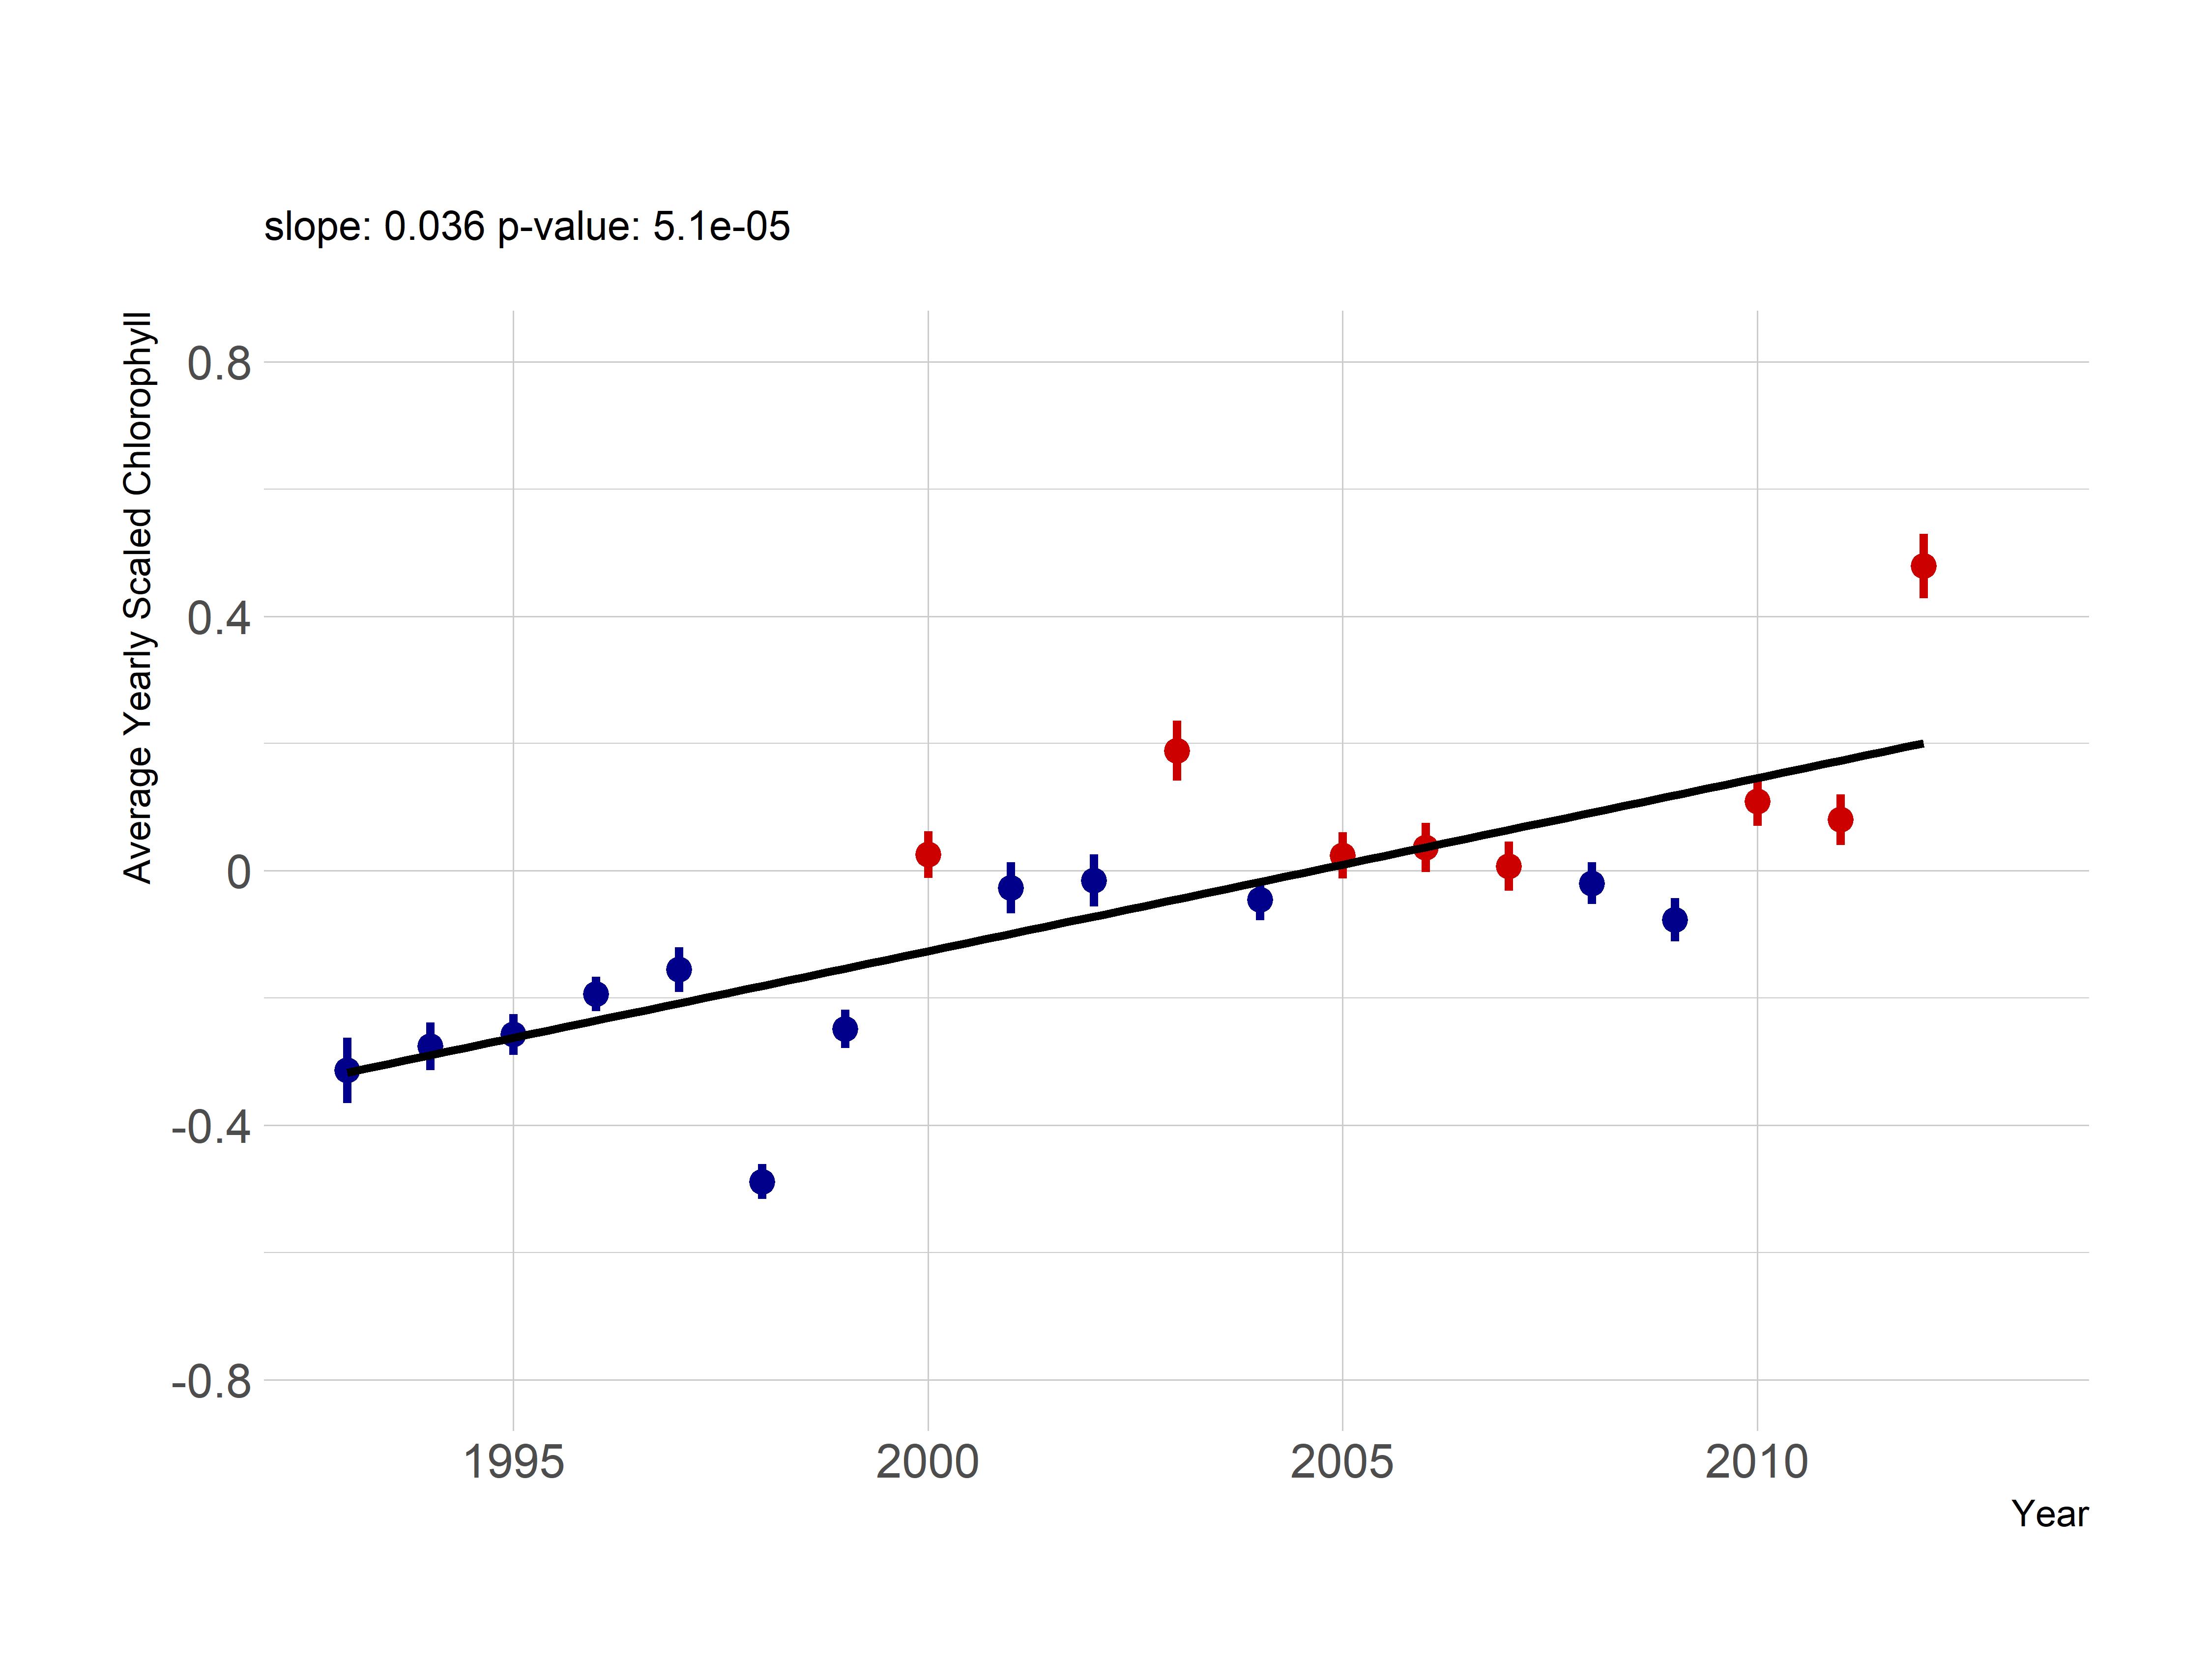 slope: 0.036 p-value: 5.1e-05
Average Yearly Scaled Chlorophyll
0.8
0.4
0
-0.4
-0.8
1995 2000 2005 2010
Year